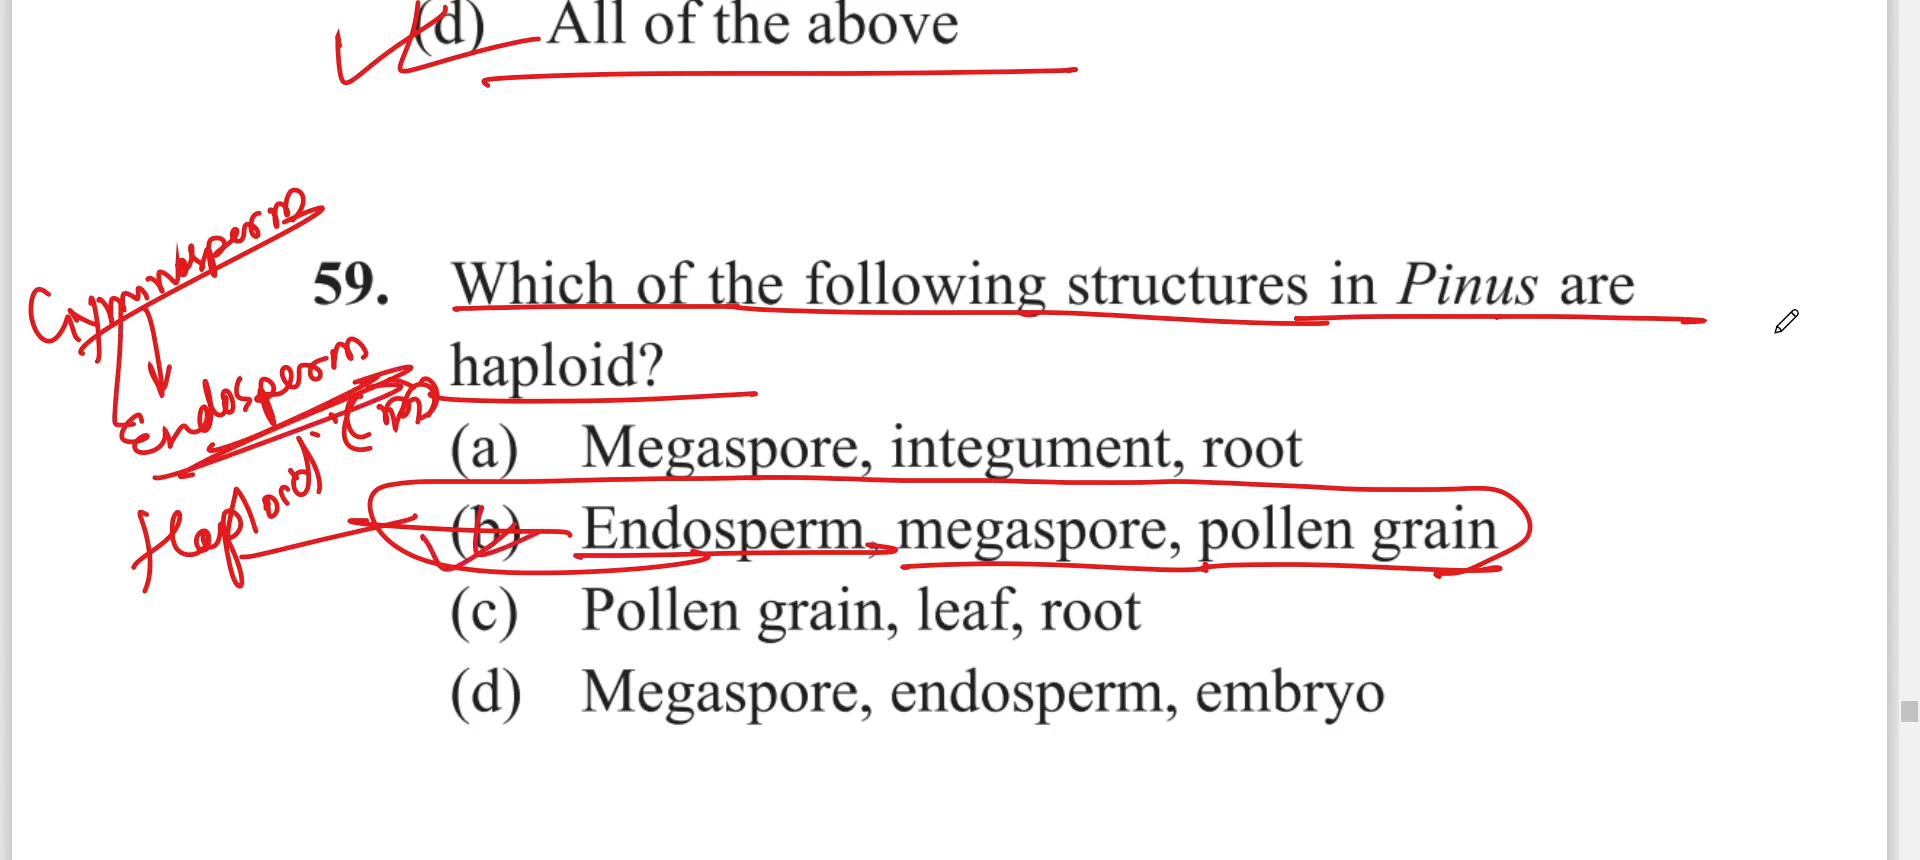 (d) All of the above
Gymnosperm
59. Which of the following structures in Pinus are
haploid?
Endosperm
(n)
Haploid
(a) Megaspore, integument, root
(b) Endosperm, megaspore, pollen grain
(c) Pollen grain, leaf, root
(d) Megaspore, endosperm, embryo